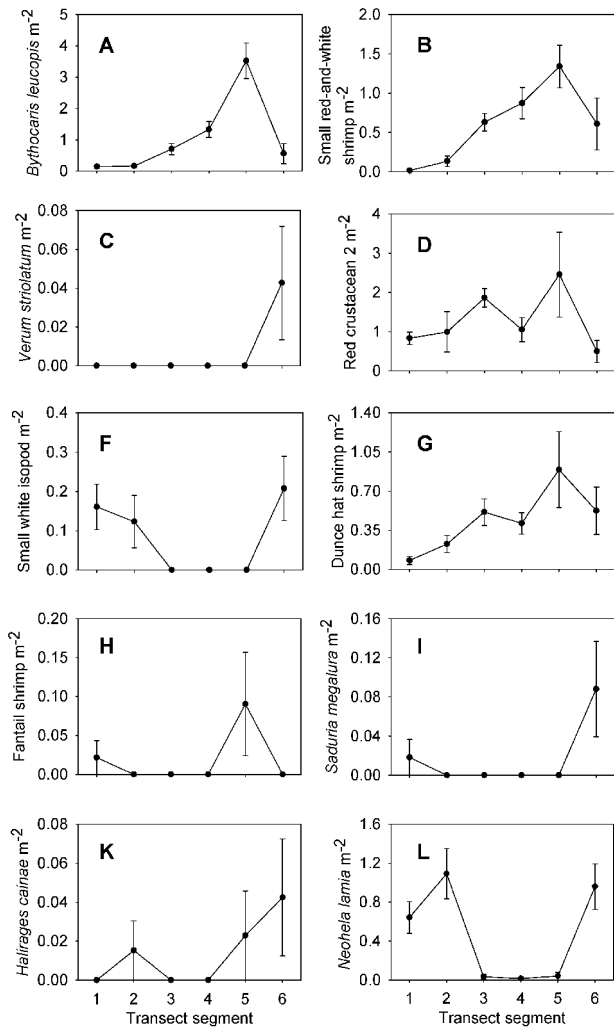 A
Bythocaris leucopis m⁻²
5
4
3
2
1
0
B
Small red-and-white
shrimp m⁻²
2.0
1.5
1.0
0.5
0.0
C
Verum striolatum m⁻²
0.08
0.06
0.04
0.02
0.00
D
Red crustacean 2 m⁻²
4
3
2
1
0
F
Small white isopod m⁻²
0.4
0.3
0.2
0.1
0.0
G
Dunce hat shrimp m⁻²
1.40
1.05
0.70
0.35
0.00
H
Fantail shrimp m⁻²
0.20
0.15
0.10
0.05
0.00
I
Saduria megalura m⁻²
0.16
0.12
0.08
0.04
0.00
K
Halirages cainae m⁻²
0.08
0.06
0.04
0.02
0.00
1 2 3 4 5 6
Transect segment
L
Neohela lamia m⁻²
1.6
1.2
0.8
0.4
0.0
1 2 3 4 5 6
Transect segment